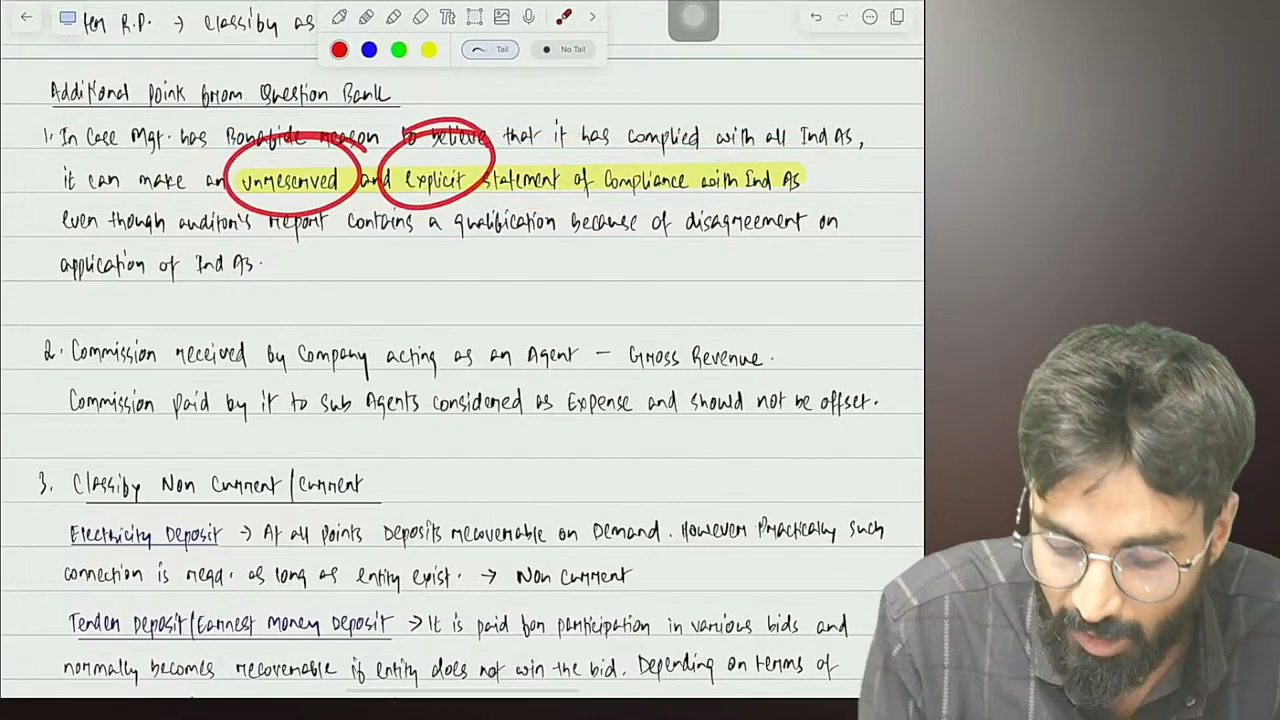 for R.P. → Classify as
Tail
No Tail
Additional Point from Question Bank
1. In Case Mgr. has Bonafide reason to believe that it has complied with all Ind AS,
it can make an unreserved and explicit statement of Compliance with Ind AS
even though auditor's report contains a qualification because of disagreement on
application of Ind AS.
2. Commission received by Company acting as an Agent - Gross Revenue.
Commission paid by it to Sub Agents considered as Expense and should not be offset.
3. Classify Non Current/Current
Electricity Deposit → At all points Deposits recoverable on Demand. However Practically such
connection is reqd. as long as entity exist. → Non Current
Tender Deposit/Earnest Money Deposit → It is paid for participation in various bids and
normally becomes recoverable if entity does not win the bid. Depending on terms of